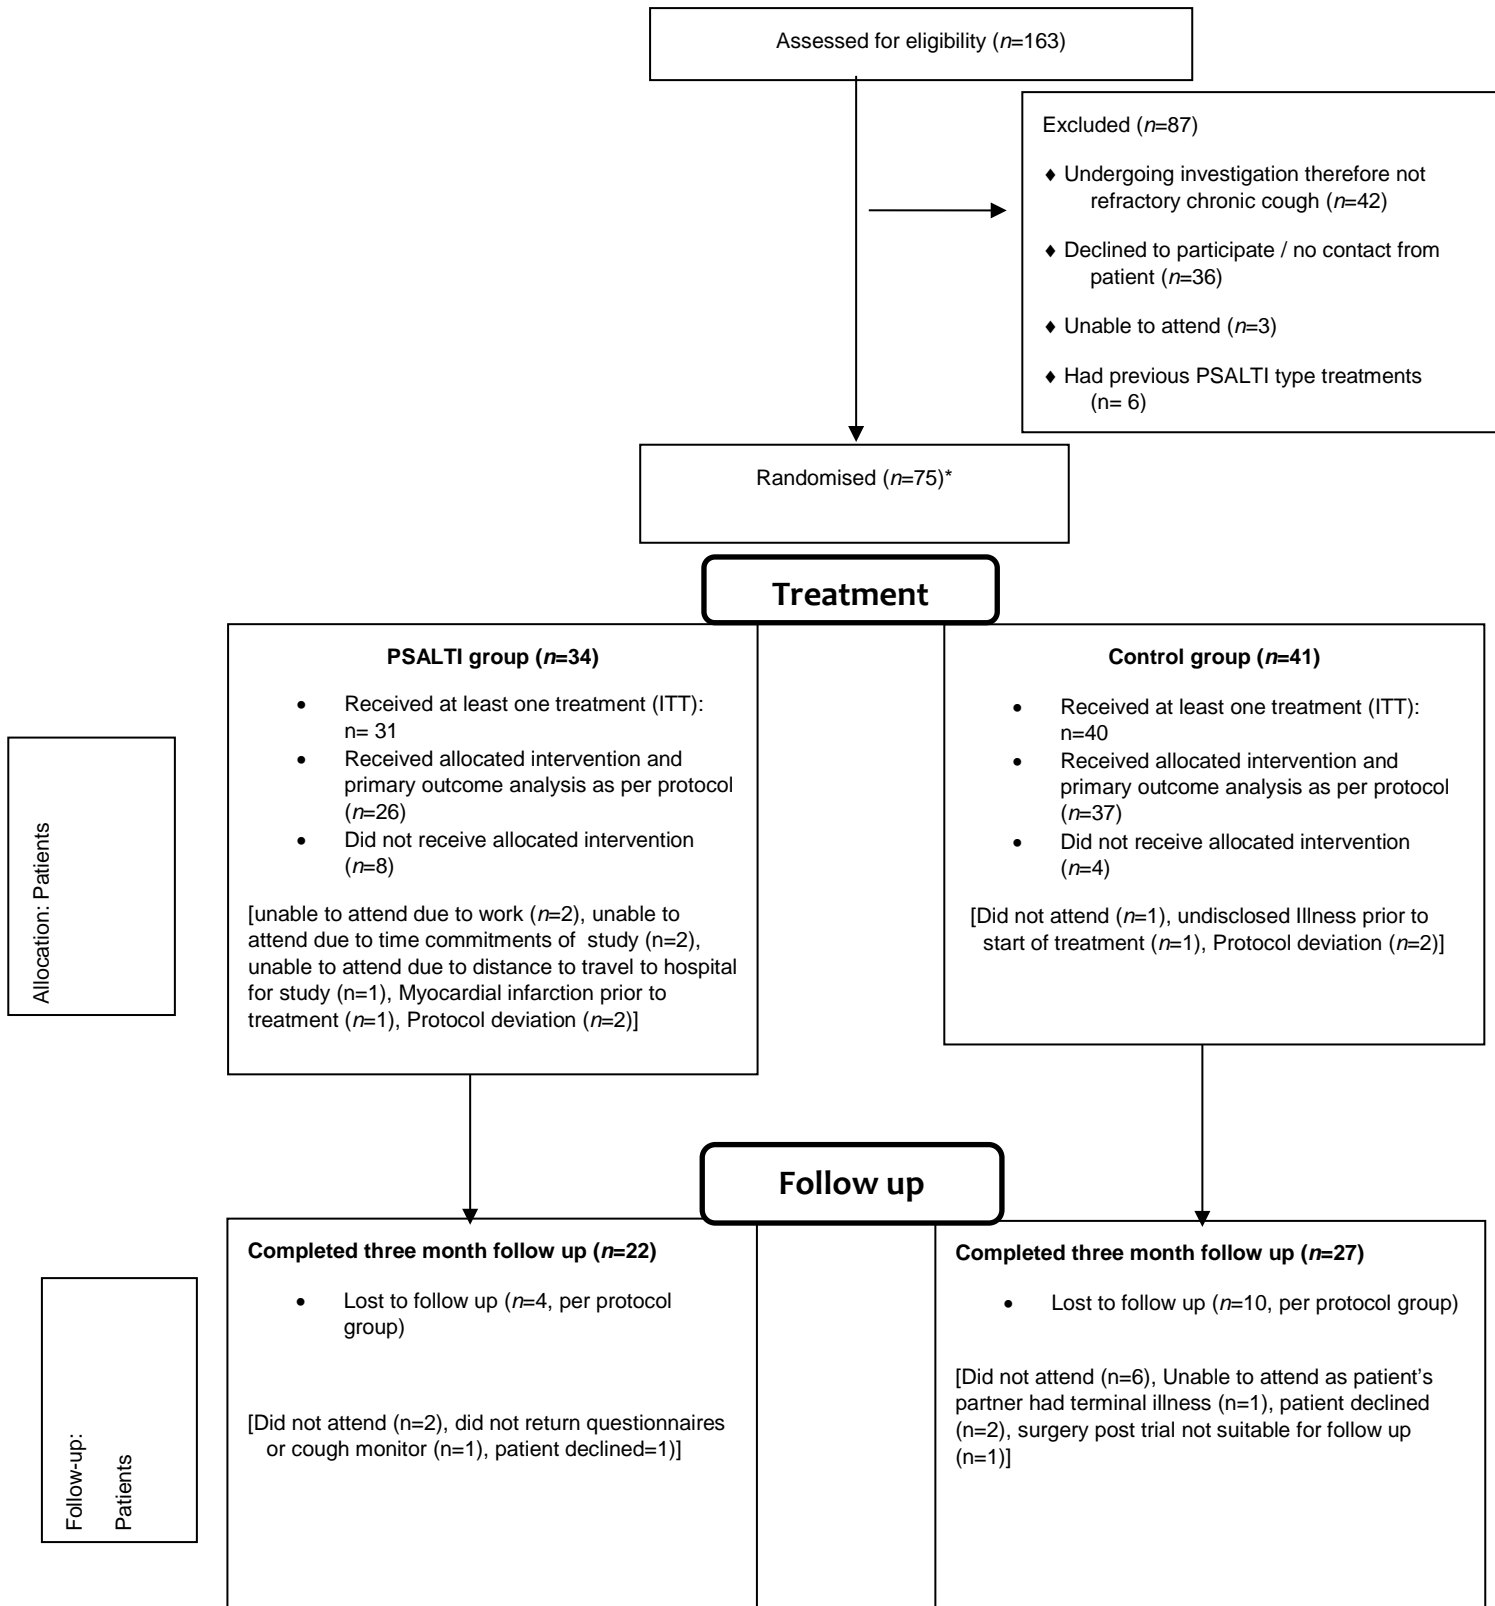 Assessed for eligibility (n=163)
Excluded (n=87)
♦ Undergoing investigation therefore not
refractory chronic cough (n=42)
♦ Declined to participate / no contact from
patient (n=36)
♦ Unable to attend (n=3)
♦ Had previous PSALTI type treatments
(n= 6)
Randomised (n=75)*
Treatment
Allocation: Patients
PSALTI group (n=34)
• Received at least one treatment (ITT):
n= 31
• Received allocated intervention and
primary outcome analysis as per protocol
(n=26)
• Did not receive allocated intervention
(n=8)
[unable to attend due to work (n=2), unable to
attend due to time commitments of  study (n=2),
unable to attend due to distance to travel to hospital
for study (n=1), Myocardial infarction prior to
treatment (n=1), Protocol deviation (n=2)]
Control group (n=41)
• Received at least one treatment (ITT):
n=40
• Received allocated intervention and
primary outcome analysis as per protocol
(n=37)
• Did not receive allocated intervention
(n=4)
[Did not attend (n=1), undisclosed Illness prior to
start of treatment (n=1), Protocol deviation (n=2)]
Follow up
Follow-up:
Patients
Completed three month follow up (n=22)
• Lost to follow up (n=4, per protocol
group)
[Did not attend (n=2), did not return questionnaires
or cough monitor (n=1), patient declined=1)]
Completed three month follow up (n=27)
• Lost to follow up (n=10, per protocol group)
[Did not attend (n=6), Unable to attend as patient's
partner had terminal illness (n=1), patient declined
(n=2), surgery post trial not suitable for follow up
(n=1)]